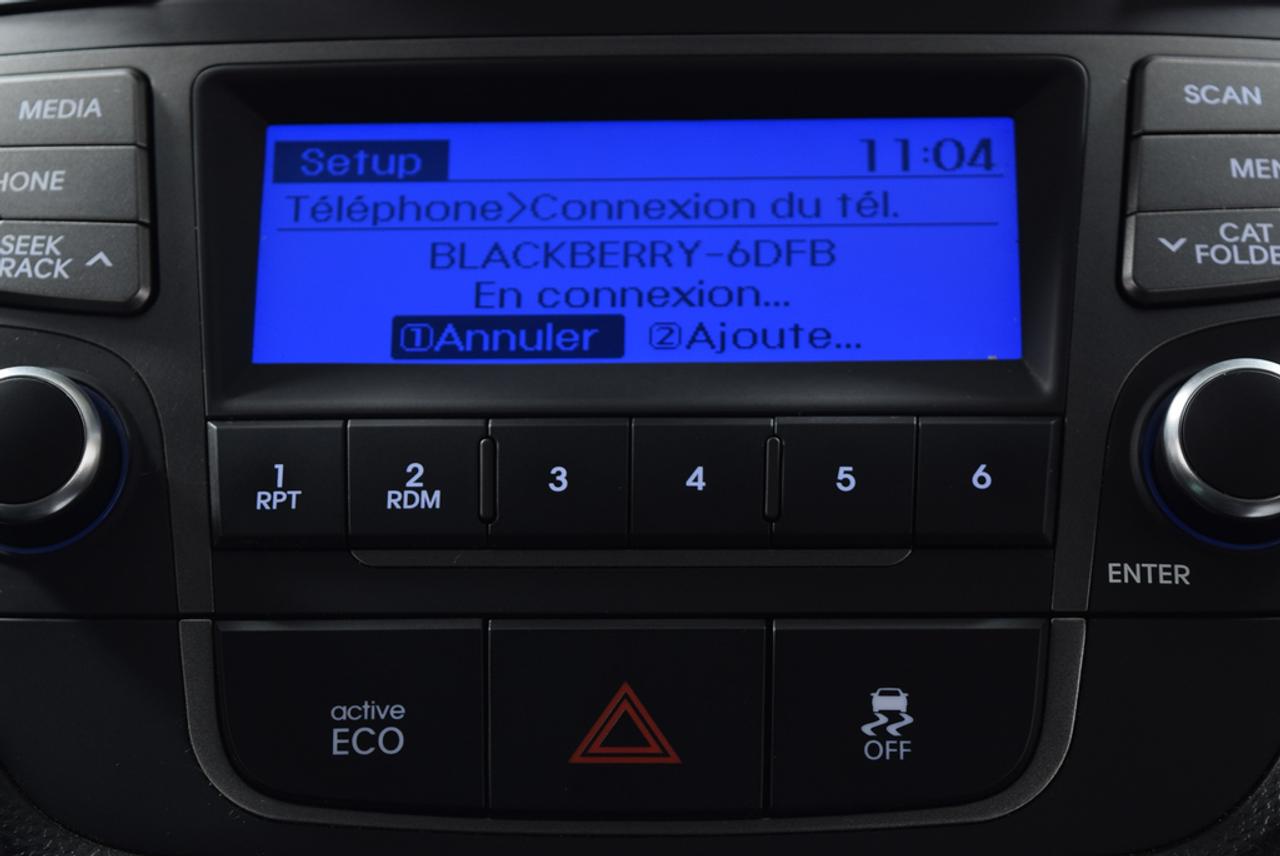 MEDIA
SCAN
Setup 11:04
Téléphone>Connexion du tél.
BLACKBERRY-6DFB
En connexion...
①Annuler ②Ajoute...
HONE
MEN
SEEK
RACK
CAT
FOLDE
1
RPT
2
RDM
3
4
5
6
ENTER
active
ECO
OFF